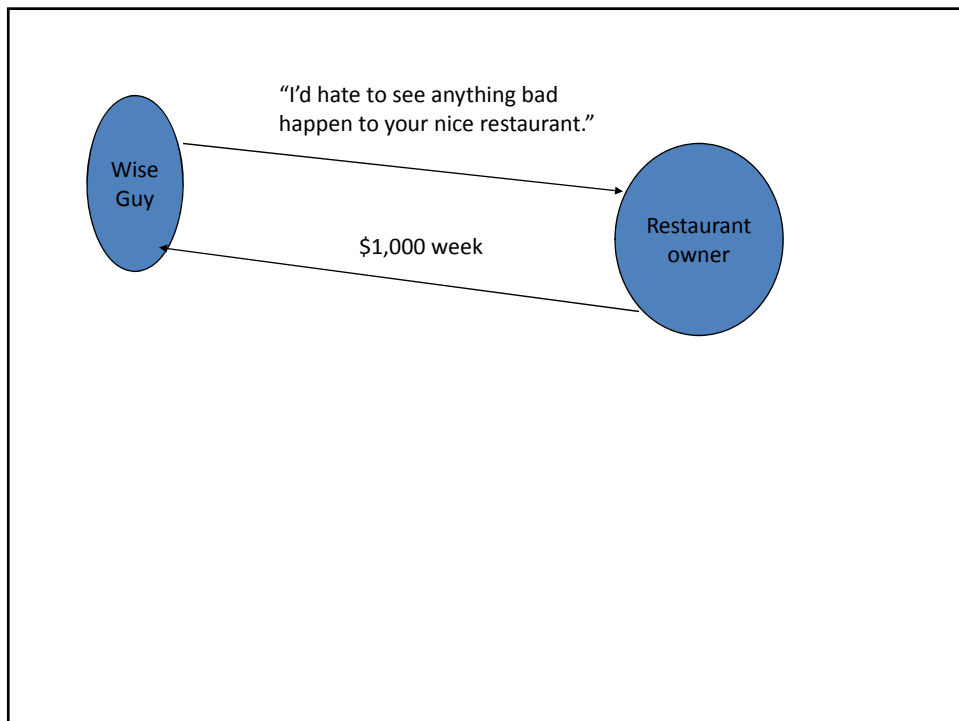 “I’d hate to see anything bad
happen to your nice restaurant.”
Wise
Guy
Restaurant
owner
$1,000 week